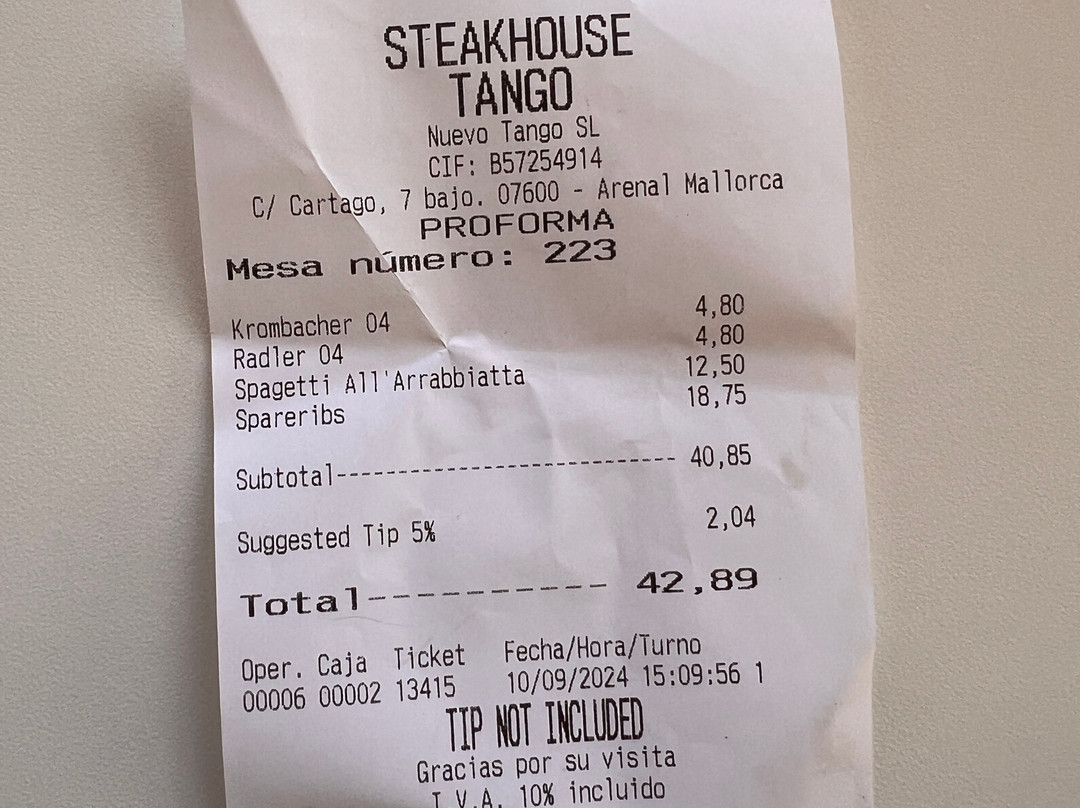 STEAKHOUSE
TANGO
Nuevo Tango SL
CIF: B57254914
C/ Cartago, 7 bajo. 07600 - Arenal Mallorca
PROFORMA
Mesa número: 223
Krombacher 04 4,80
Radler 04 4,80
Spagetti All'Arrabbiatta 12,50
Spareribs 18,75
Subtotal---------------------------- 40,85
Suggested Tip 5% 2,04
Total---------- 42,89
Oper. Caja Ticket Fecha/Hora/Turno
00006 00002 13415 10/09/2024 15:09:56 1
TIP NOT INCLUDED
Gracias por su visita
I.V.A. 10% incluido